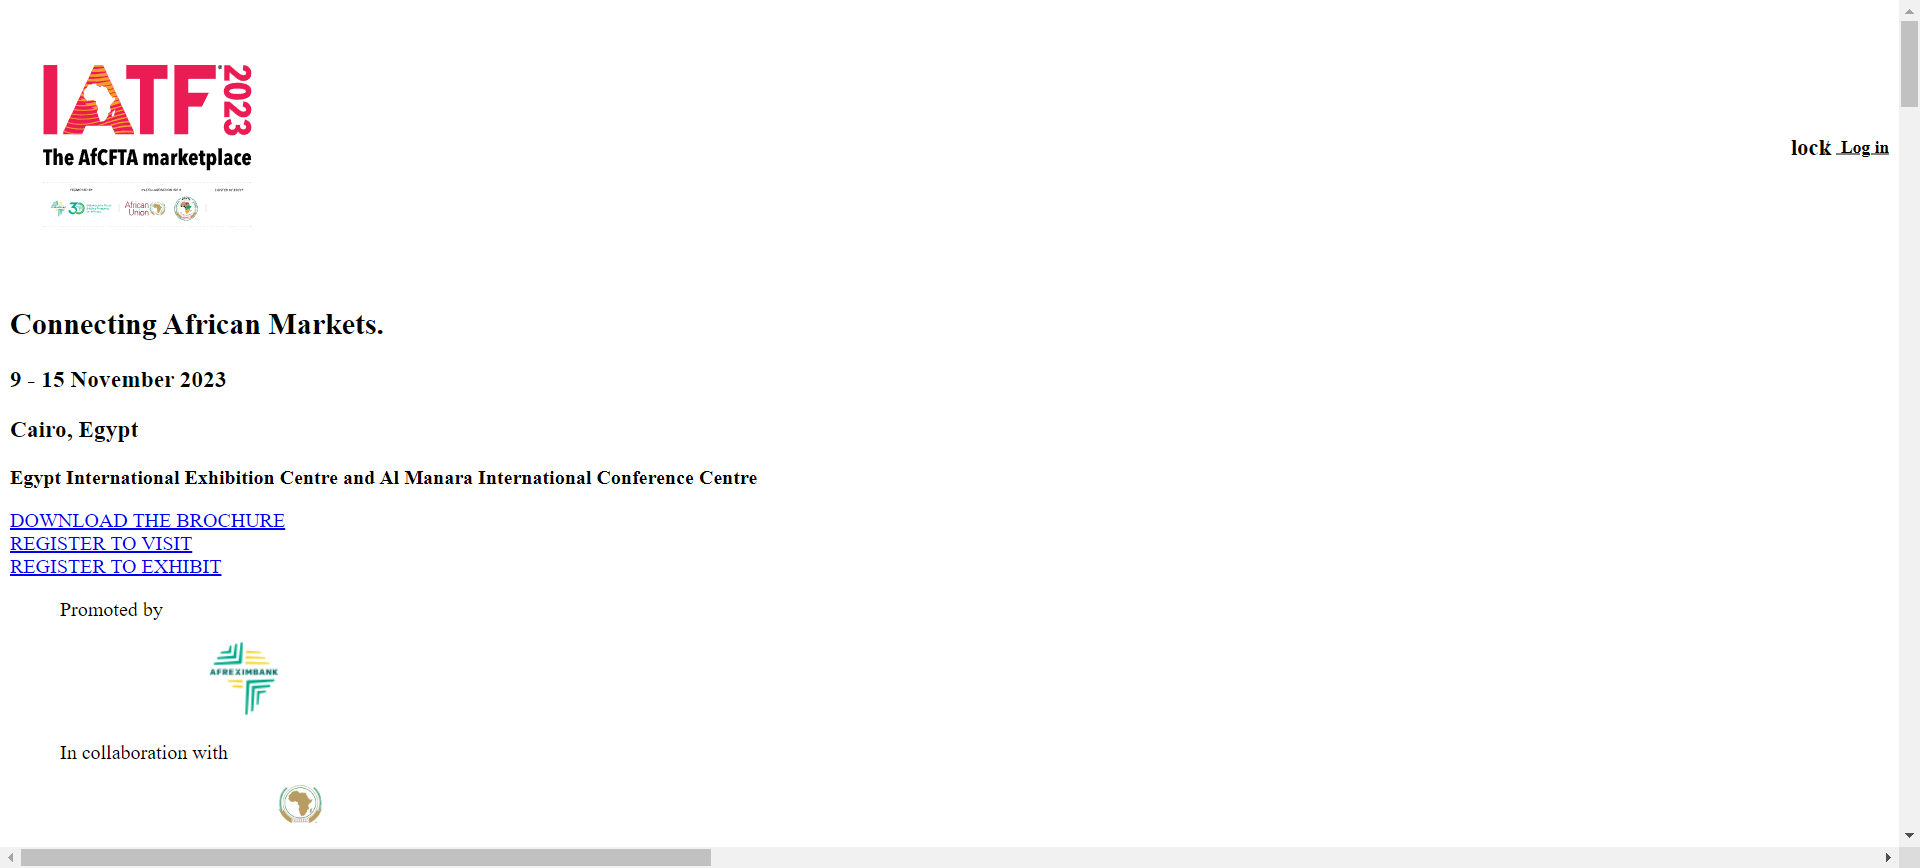 IATF 2023
The AfCFTA marketplace
African
Union
lock Log in
Connecting African Markets.
9 - 15 November 2023
Cairo, Egypt
Egypt International Exhibition Centre and Al Manara International Conference Centre
DOWNLOAD THE BROCHURE
REGISTER TO VISIT
REGISTER TO EXHIBIT
Promoted by
AFREXIMBANK
In collaboration with